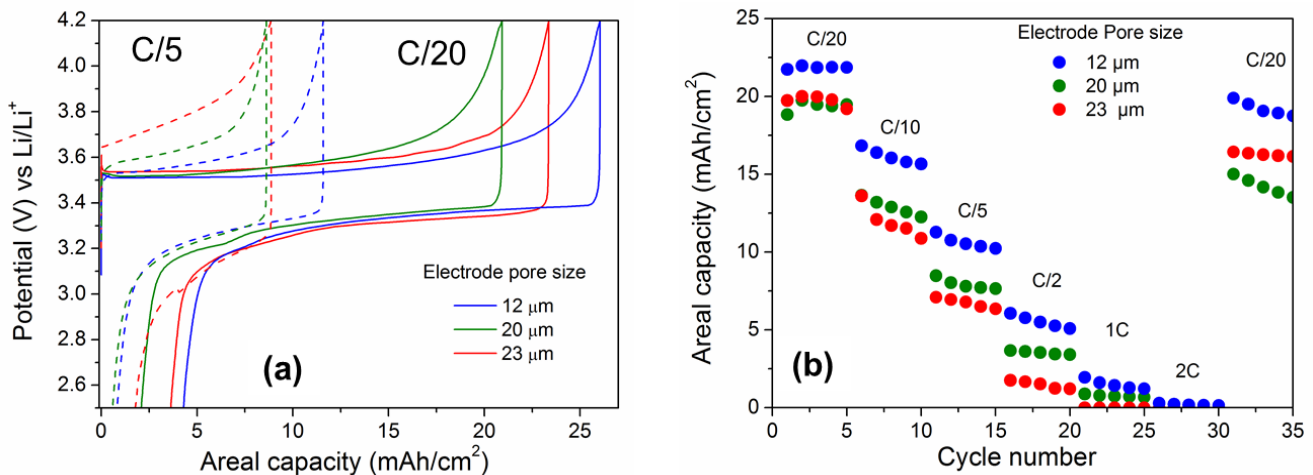 C/5
C/20
4.2
4.0
3.8
3.6
3.4
3.2
3.0
2.8
2.6
Potential (V) vs Li/Li⁺
Electrode pore size
12 μm
20 μm
23 μm
(a)
0
5
10
15
20
25
Areal capacity (mAh/cm²)
25
20
15
10
5
0
Areal capacity (mAh/cm²)
C/20
C/10
C/5
C/2
1C
2C
C/20
Electrode Pore size
12 μm
20 μm
23 μm
(b)
0
5
10
15
20
25
30
35
Cycle number